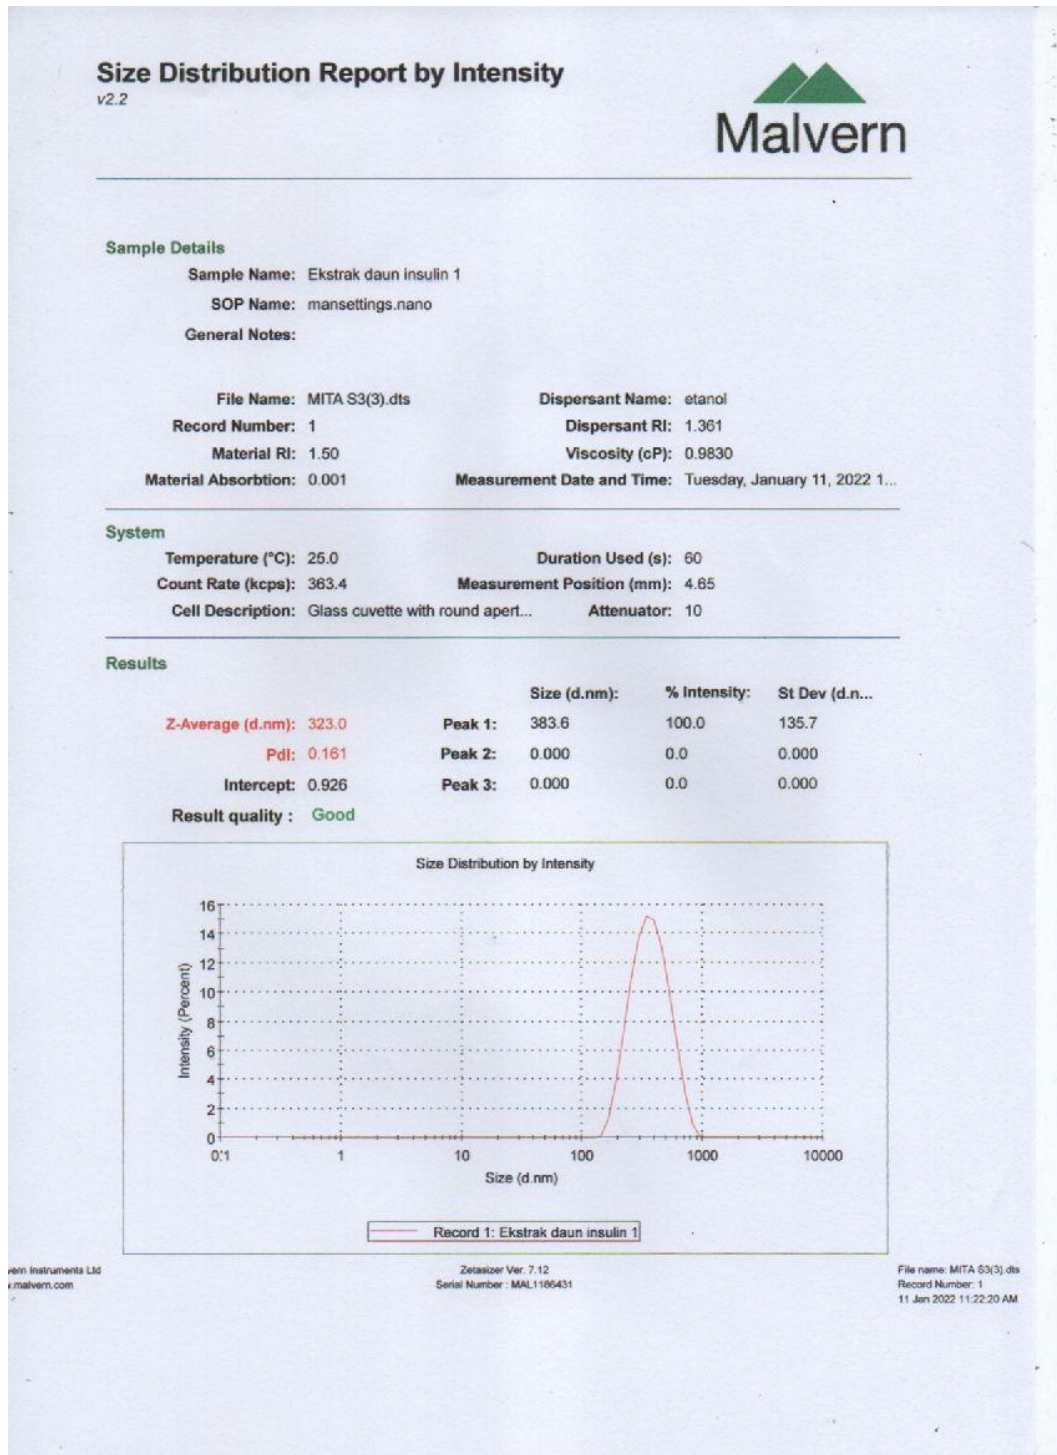 Size Distribution Report by Intensity
v2.2
Malvern
Sample Details
Sample Name: Ekstrak daun insulin 1
SOP Name: mansettings.nano
General Notes:
File Name: MITA S3(3).dts Dispersant Name: etanol
Record Number: 1 Dispersant RI: 1.361
Material RI: 1.50 Viscosity (cP): 0.9830
Material Absorbtion: 0.001 Measurement Date and Time: Tuesday, January 11, 2022 1...
System
Temperature (°C): 25.0 Duration Used (s): 60
Count Rate (kcps): 363.4 Measurement Position (mm): 4.65
Cell Description: Glass cuvette with round apert... Attenuator: 10
Results
Size (d.nm): % Intensity: St Dev (d.n...
Z-Average (d.nm): 323.0 Peak 1: 383.6 100.0 135.7
PdI: 0.161 Peak 2: 0.000 0.0 0.000
Intercept: 0.926 Peak 3: 0.000 0.0 0.000
Result quality : Good
Size Distribution by Intensity
Intensity (Percent)
16
14
12
10
8
6
4
2
0
0.1 1 10 100 1000 10000
Size (d.nm)
Record 1: Ekstrak daun insulin 1
vern Instruments Ltd Zetasizer Ver. 7.12 File name: MITA S3(3).dts
v.malvern.com Serial Number : MAL1186431 Record Number: 1
11 Jan 2022 11:22:20 AM